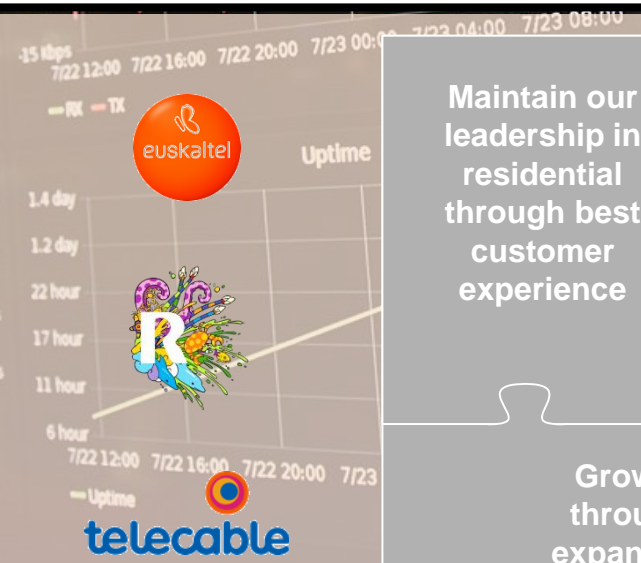 -15 Kbps
7/22 12:00 7/22 16:00 7/22 20:00 7/23 00:00 7/23 04:00 7/23 08:00
RX TX
euskaltel
Uptime
1.4 day
1.2 day
22 hour
17 hour
11 hour
6 hour
7/22 12:00 7/22 16:00 7/22 20:00 7/23
Uptime
R
telecable
Maintain our
leadership in
residential
through best
customer
experience
Grow
throu
expan